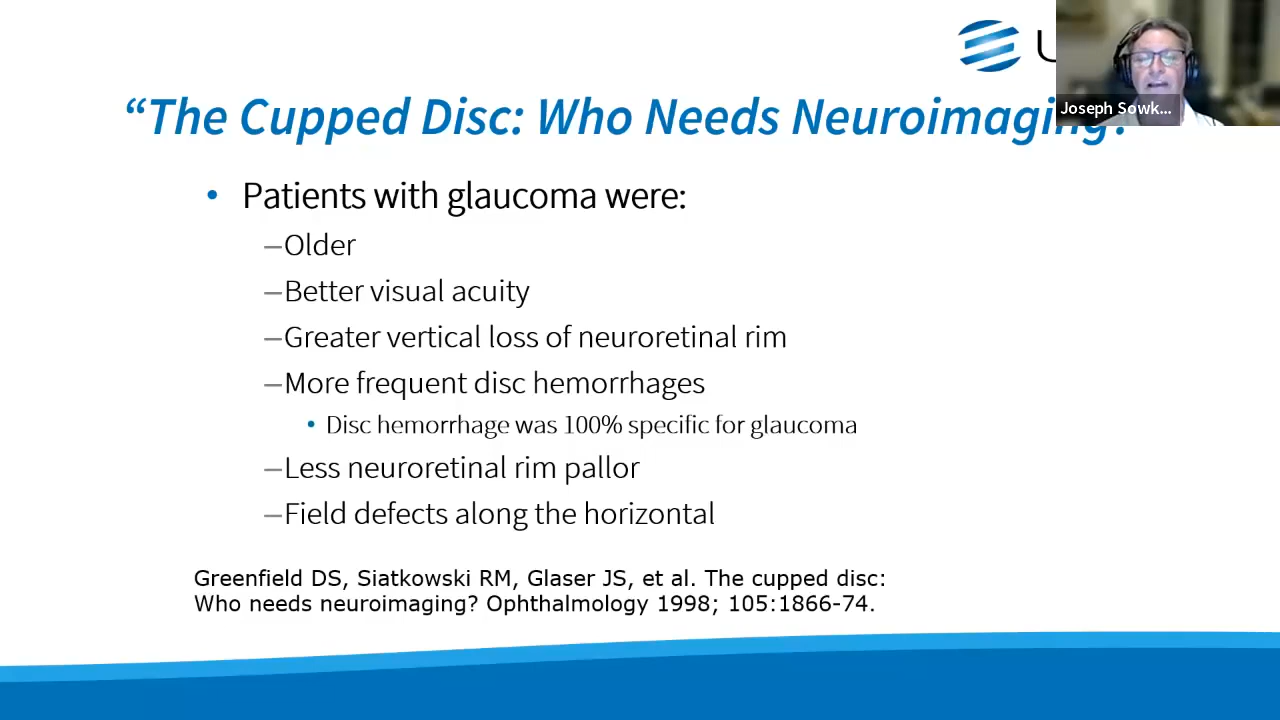 “The Cupped Disc: Who Needs Neuroimaging?
Joseph Sowk...
• Patients with glaucoma were:
–Older
–Better visual acuity
–Greater vertical loss of neuroretinal rim
–More frequent disc hemorrhages
• Disc hemorrhage was 100% specific for glaucoma
–Less neuroretinal rim pallor
–Field defects along the horizontal
Greenfield DS, Siatkowski RM, Glaser JS, et al. The cupped disc:
Who needs neuroimaging? Ophthalmology 1998; 105:1866-74.